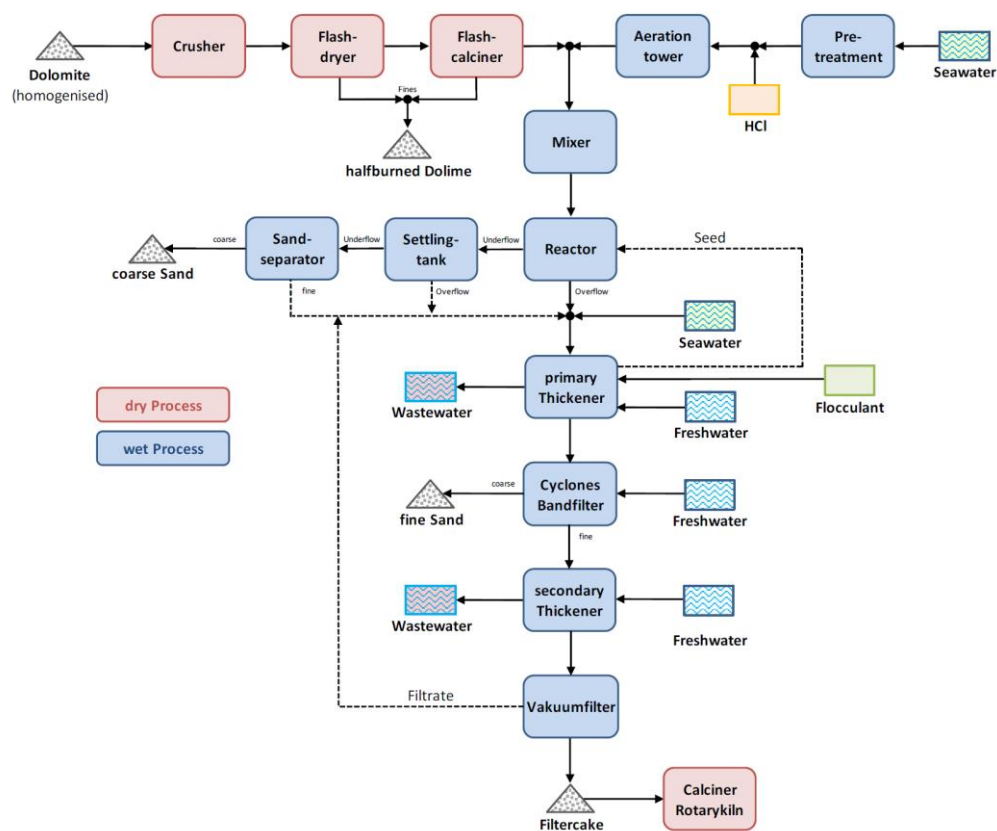 Crusher
Flash-
dryer
Flash-
calciner
Aeration
tower
Pre-
treatment
Dolomite
(homogenised)
Seawater
Fines
HCl
halfburned Dolime
Mixer
Sand-
separator
Settling-
tank
Reactor
Seed
coarse
Underflow
Underflow
coarse Sand
fine
Overflow
Overflow
Seawater
primary
Thickener
dry Process
Wastewater
Flocculant
Freshwater
wet Process
Cyclones
Bandfilter
coarse
fine Sand
Freshwater
fine
secondary
Thickener
Wastewater
Freshwater
Filtrate
Vakuumfilter
Calciner
Rotarykiln
Filtercake